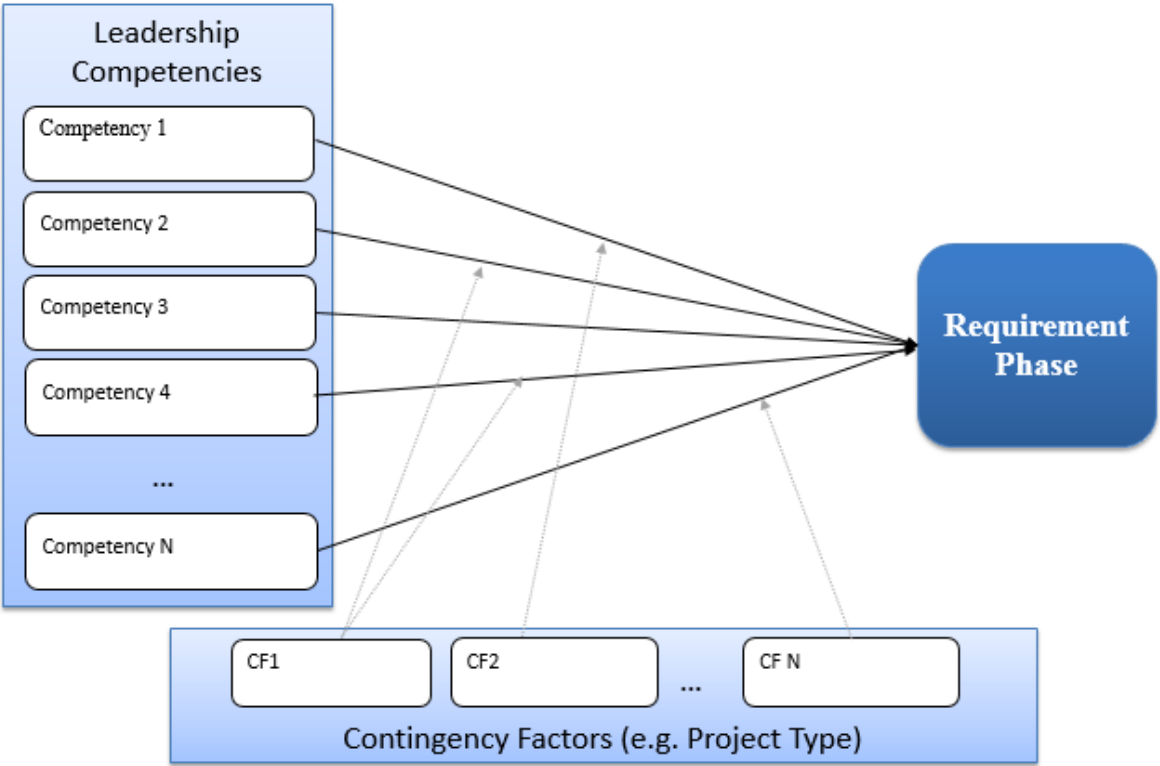 Leadership
Competencies
Competency 1
Competency 2
Competency 3
Competency 4
...
Competency N
Requirement
Phase
CF1
CF2
...
CF N
Contingency Factors (e.g. Project Type)